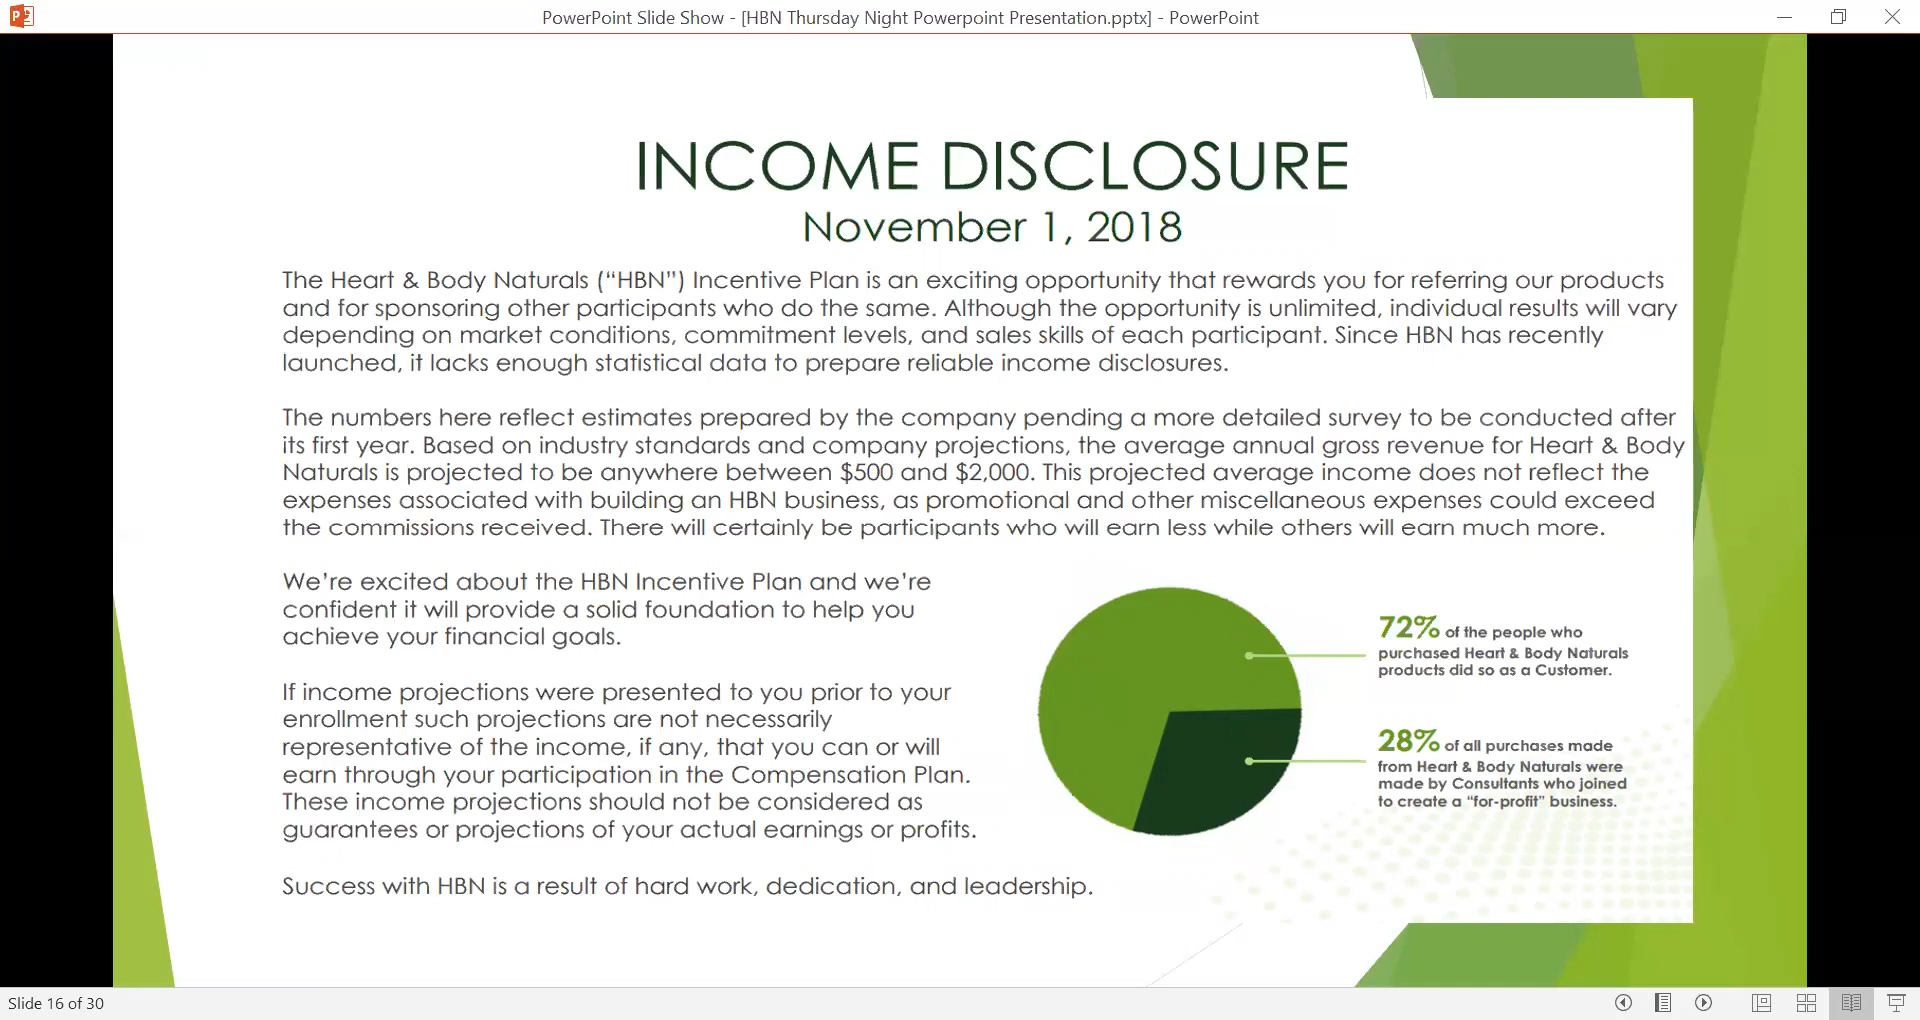 PowerPoint Slide Show - [HBN Thursday Night Powerpoint Presentation.pptx] - PowerPoint
INCOME DISCLOSURE
November 1, 2018
The Heart & Body Naturals (“HBN”) Incentive Plan is an exciting opportunity that rewards you for referring our products
and for sponsoring other participants who do the same. Although the opportunity is unlimited, individual results will vary
depending on market conditions, commitment levels, and sales skills of each participant. Since HBN has recently
launched, it lacks enough statistical data to prepare reliable income disclosures.
The numbers here reflect estimates prepared by the company pending a more detailed survey to be conducted after
its first year. Based on industry standards and company projections, the average annual gross revenue for Heart & Body
Naturals is projected to be anywhere between $500 and $2,000. This projected average income does not reflect the
expenses associated with building an HBN business, as promotional and other miscellaneous expenses could exceed
the commissions received. There will certainly be participants who will earn less while others will earn much more.
We’re excited about the HBN Incentive Plan and we’re
confident it will provide a solid foundation to help you
achieve your financial goals.
If income projections were presented to you prior to your
enrollment such projections are not necessarily
representative of the income, if any, that you can or will
earn through your participation in the Compensation Plan.
These income projections should not be considered as
guarantees or projections of your actual earnings or profits.
Success with HBN is a result of hard work, dedication, and leadership.
72% of the people who
purchased Heart & Body Naturals
products did so as a Customer.
28% of all purchases made
from Heart & Body Naturals were
made by Consultants who joined
to create a “for-profit” business.
Slide 16 of 30